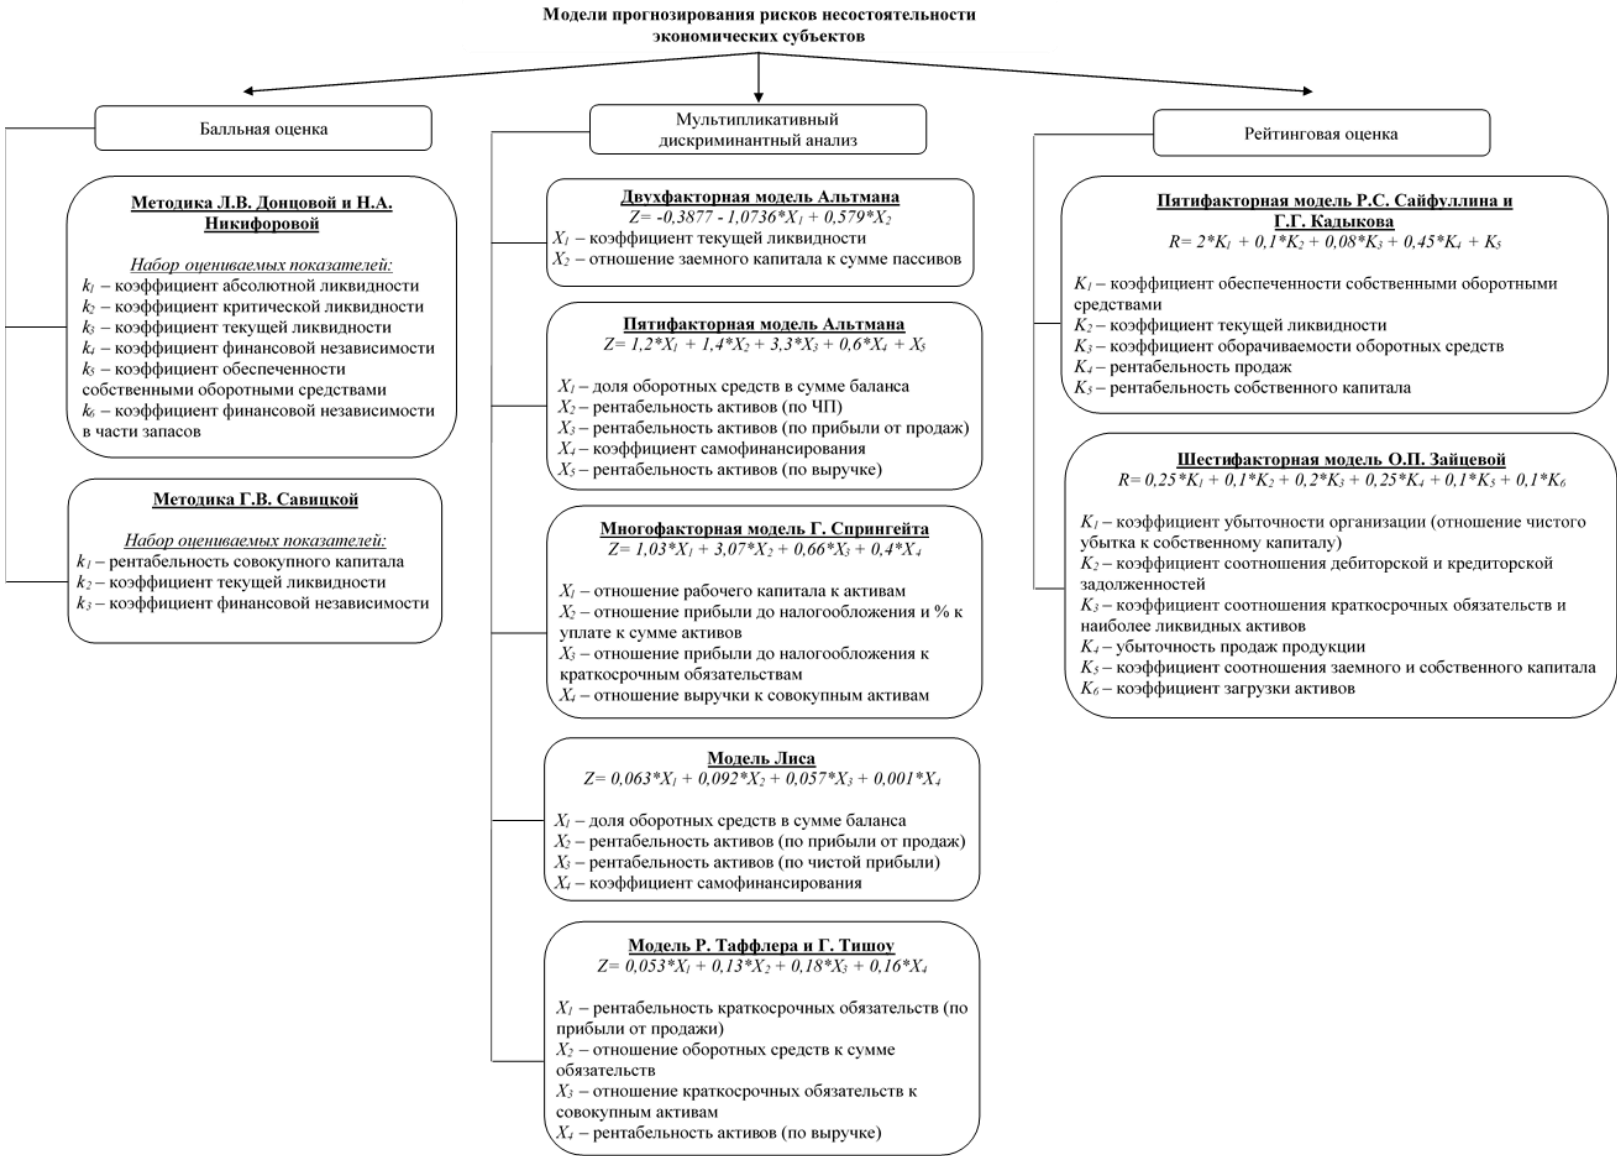 Модели прогнозирования рисков несостоятельности
экономических субъектов
Балльная оценка
Методика Л.В. Донцовой и Н.А.
Никифоровой
Набор оцениваемых показателей:
k1 – коэффициент абсолютной ликвидности
k2 – коэффициент критической ликвидности
k3 – коэффициент текущей ликвидности
k4 – коэффициент финансовой независимости
k5 – коэффициент обеспеченности
собственными оборотными средствами
k6 – коэффициент финансовой независимости
в части запасов
Методика Г.В. Савицкой
Набор оцениваемых показателей:
k1 – рентабельность совокупного капитала
k2 – коэффициент текущей ликвидности
k3 – коэффициент финансовой независимости
Мультипликативный
дискриминантный анализ
Двухфакторная модель Альтмана
Z= -0,3877 - 1,0736*X1 + 0,579*X2
X1 – коэффициент текущей ликвидности
X2 – отношение заемного капитала к сумме пассивов
Пятифакторная модель Альтмана
Z= 1,2*X1 + 1,4*X2 + 3,3*X3 + 0,6*X4 + X5
X1 – доля оборотных средств в сумме баланса
X2 – рентабельность активов (по ЧП)
X3 – рентабельность активов (по прибыли от продаж)
X4 – коэффициент самофинансирования
X5 – рентабельность активов (по выручке)
Многофакторная модель Г. Спрингейта
Z= 1,03*X1 + 3,07*X2 + 0,66*X3 + 0,4*X4
X1 – отношение рабочего капитала к активам
X2 – отношение прибыли до налогообложения и % к
уплате к сумме активов
X3 – отношение прибыли до налогообложения к
краткосрочным обязательствам
X4 – отношение выручки к совокупным активам
Модель Лиса
Z= 0,063*X1 + 0,092*X2 + 0,057*X3 + 0,001*X4
X1 – доля оборотных средств в сумме баланса
X2 – рентабельность активов (по прибыли от продаж)
X3 – рентабельность активов (по чистой прибыли)
X4 – коэффициент самофинансирования
Модель Р. Таффлера и Г. Тишоу
Z= 0,053*X1 + 0,13*X2 + 0,18*X3 + 0,16*X4
X1 – рентабельность краткосрочных обязательств (по
прибыли от продажи)
X2 – отношение оборотных средств к сумме
обязательств
X3 – отношение краткосрочных обязательств к
совокупным активам
X4 – рентабельность активов (по выручке)
Рейтинговая оценка
Пятифакторная модель Р.С. Сайфуллина и
Г.Г. Кадыкова
R= 2*K1 + 0,1*K2 + 0,08*K3 + 0,45*K4 + K5
K1 – коэффициент обеспеченности собственными оборотными
средствами
K2 – коэффициент текущей ликвидности
K3 – коэффициент оборачиваемости оборотных средств
K4 – рентабельность продаж
K5 – рентабельность собственного капитала
Шестифакторная модель О.П. Зайцевой
R= 0,25*K1 + 0,1*K2 + 0,2*K3 + 0,25*K4 + 0,1*K5 + 0,1*K6
K1 – коэффициент убыточности организации (отношение чистого
убытка к собственному капиталу)
K2 – коэффициент соотношения дебиторской и кредиторской
задолженностей
K3 – коэффициент соотношения краткосрочных обязательств и
наиболее ликвидных активов
K4 – убыточность продаж продукции
K5 – коэффициент соотношения заемного и собственного капитала
K6 – коэффициент загрузки активов